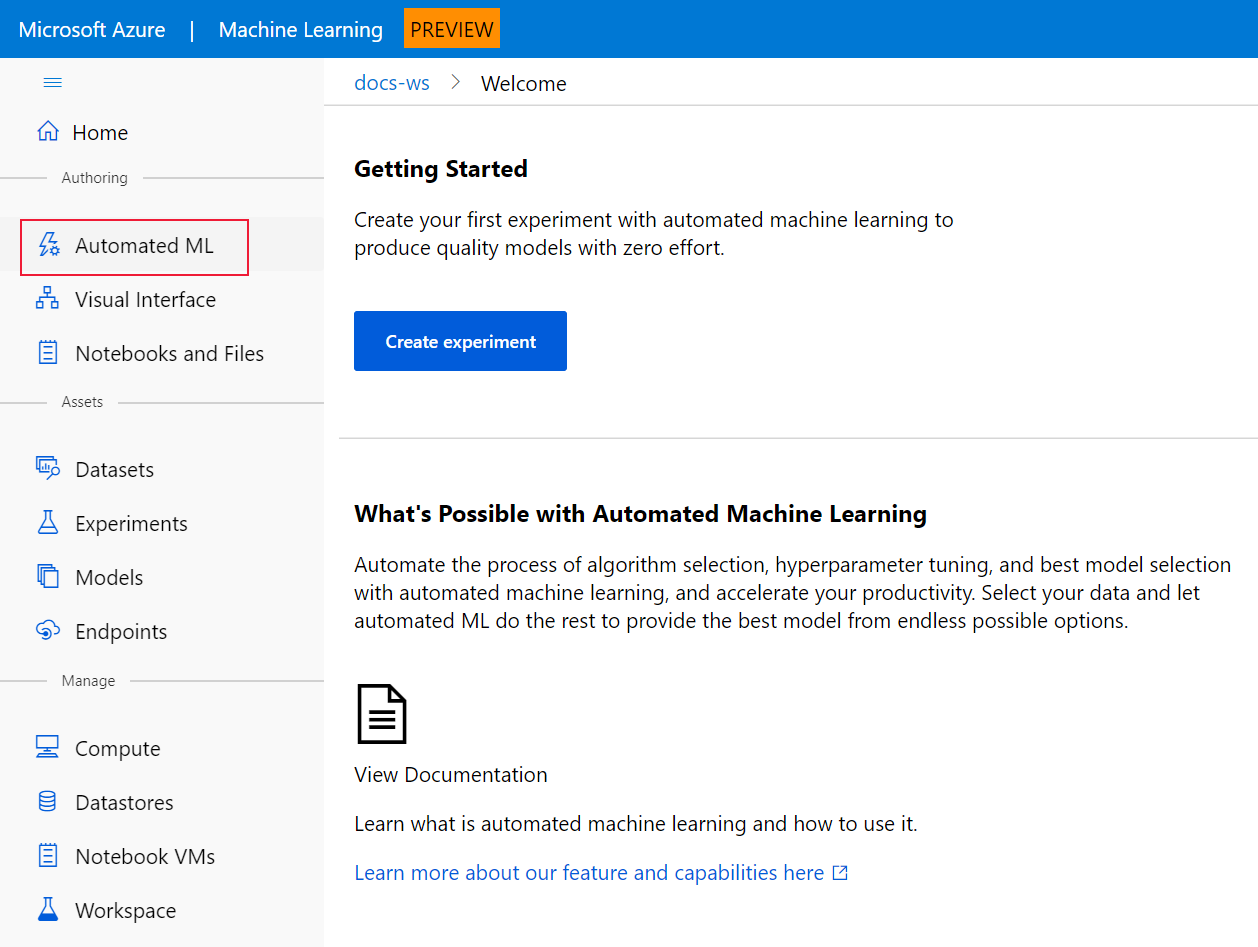 Microsoft Azure | Machine Learning PREVIEW
docs-ws > Welcome
Home
Authoring
Automated ML
Visual Interface
Notebooks and Files
Assets
Datasets
Experiments
Models
Endpoints
Manage
Compute
Datastores
Notebook VMs
Workspace
Getting Started
Create your first experiment with automated machine learning to
produce quality models with zero effort.
Create experiment
What's Possible with Automated Machine Learning
Automate the process of algorithm selection, hyperparameter tuning, and best model selection
with automated machine learning, and accelerate your productivity. Select your data and let
automated ML do the rest to provide the best model from endless possible options.
View Documentation
Learn what is automated machine learning and how to use it.
Learn more about our feature and capabilities here